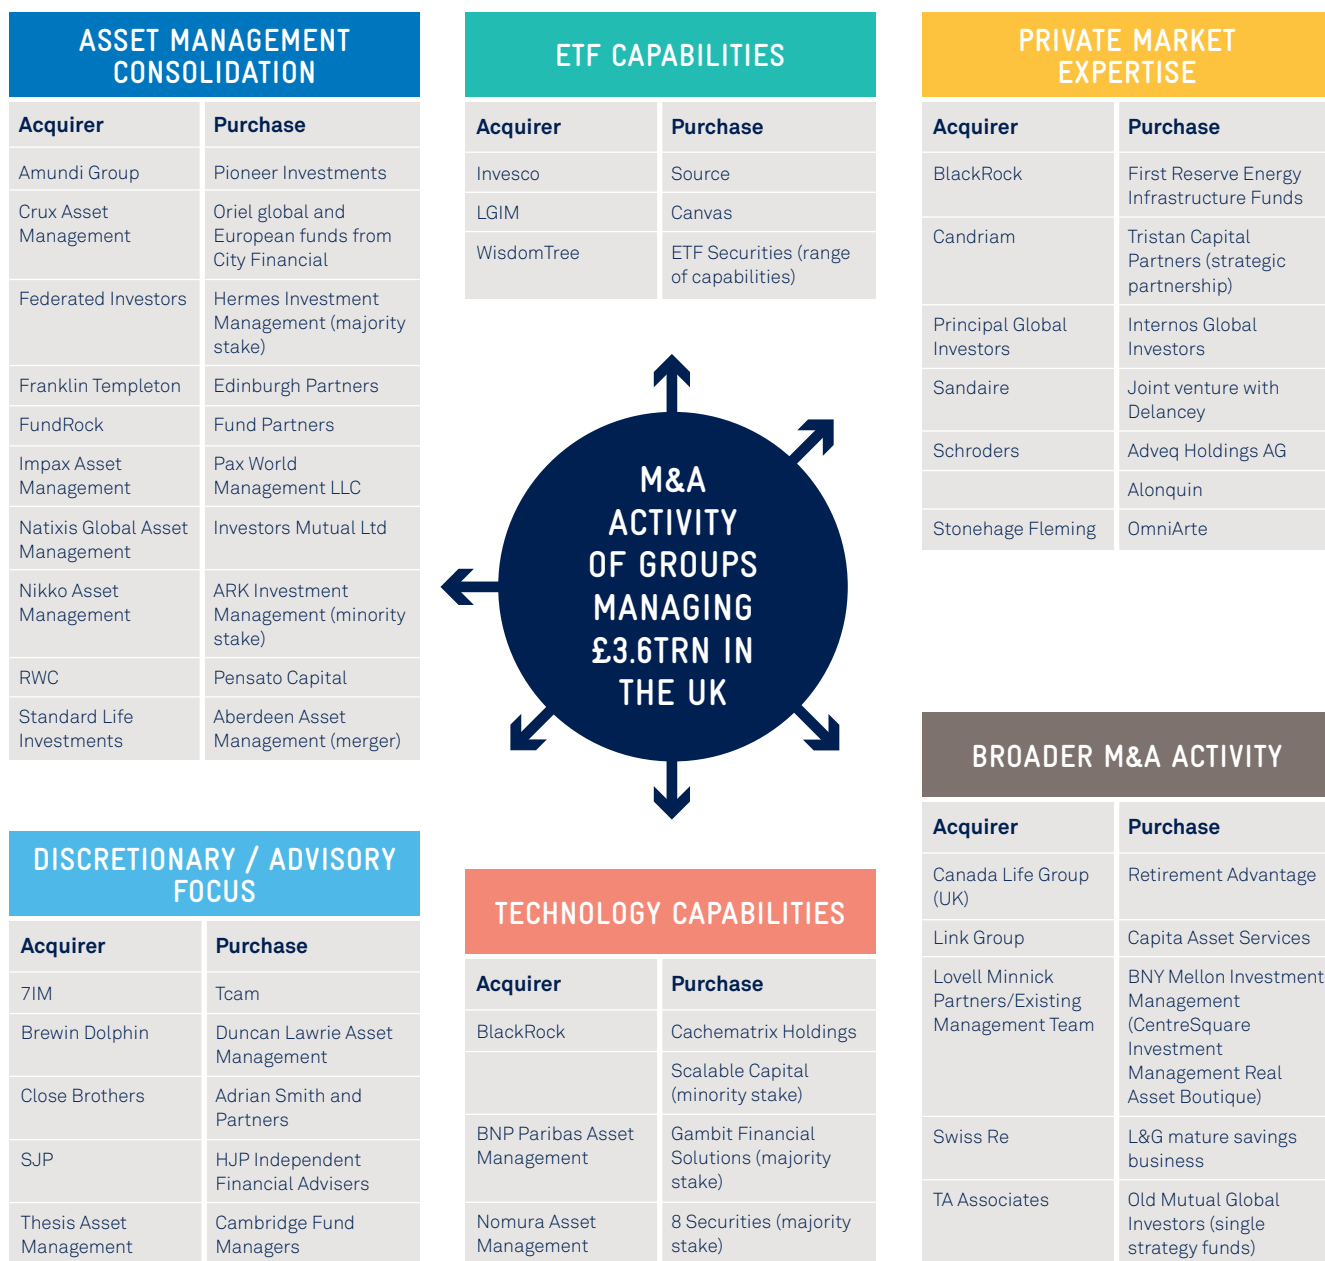 ASSET MANAGEMENT
CONSOLIDATION
Acquirer Purchase
Amundi Group Pioneer Investments
Crux Asset Oriel global and
Management European funds from
City Financial
Federated Investors Hermes Investment
Management (majority
stake)
Franklin Templeton Edinburgh Partners
FundRock Fund Partners
Impax Asset Pax World
Management Management LLC
Natixis Global Asset Investors Mutual Ltd
Management
Nikko Asset ARK Investment
Management Management (minority
stake)
RWC Pensato Capital
Standard Life Aberdeen Asset
Investments Management (merger)
ETF CAPABILITIES
Acquirer Purchase
Invesco Source
LGIM Canvas
WisdomTree ETF Securities (range
of capabilities)
PRIVATE MARKET
EXPERTISE
Acquirer Purchase
BlackRock First Reserve Energy
Infrastructure Funds
Candriam Tristan Capital
Partners (strategic
partnership)
Principal Global Internos Global
Investors Investors
Sandaire Joint venture with
Delancey
Schroders Adveq Holdings AG
Alonquin
Stonehage Fleming OmniArte
M&A
ACTIVITY
OF GROUPS
MANAGING
£3.6TRN IN
THE UK
DISCRETIONARY / ADVISORY
FOCUS
Acquirer Purchase
7IM Tcam
Brewin Dolphin Duncan Lawrie Asset
Management
Close Brothers Adrian Smith and
Partners
SJP HJP Independent
Financial Advisers
Thesis Asset Cambridge Fund
Management Managers
TECHNOLOGY CAPABILITIES
Acquirer Purchase
BlackRock Cachematrix Holdings
Scalable Capital
(minority stake)
BNP Paribas Asset Gambit Financial
Management Solutions (majority
stake)
Nomura Asset 8 Securities (majority
Management stake)
BROADER M&A ACTIVITY
Acquirer Purchase
Canada Life Group Retirement Advantage
(UK)
Link Group Capita Asset Services
Lovell Minnick BNY Mellon Investment
Partners/Existing Management
Management Team (CentreSquare
Investment
Management Real
Asset Boutique)
Swiss Re L&G mature savings
business
TA Associates Old Mutual Global
Investors (single
strategy funds)